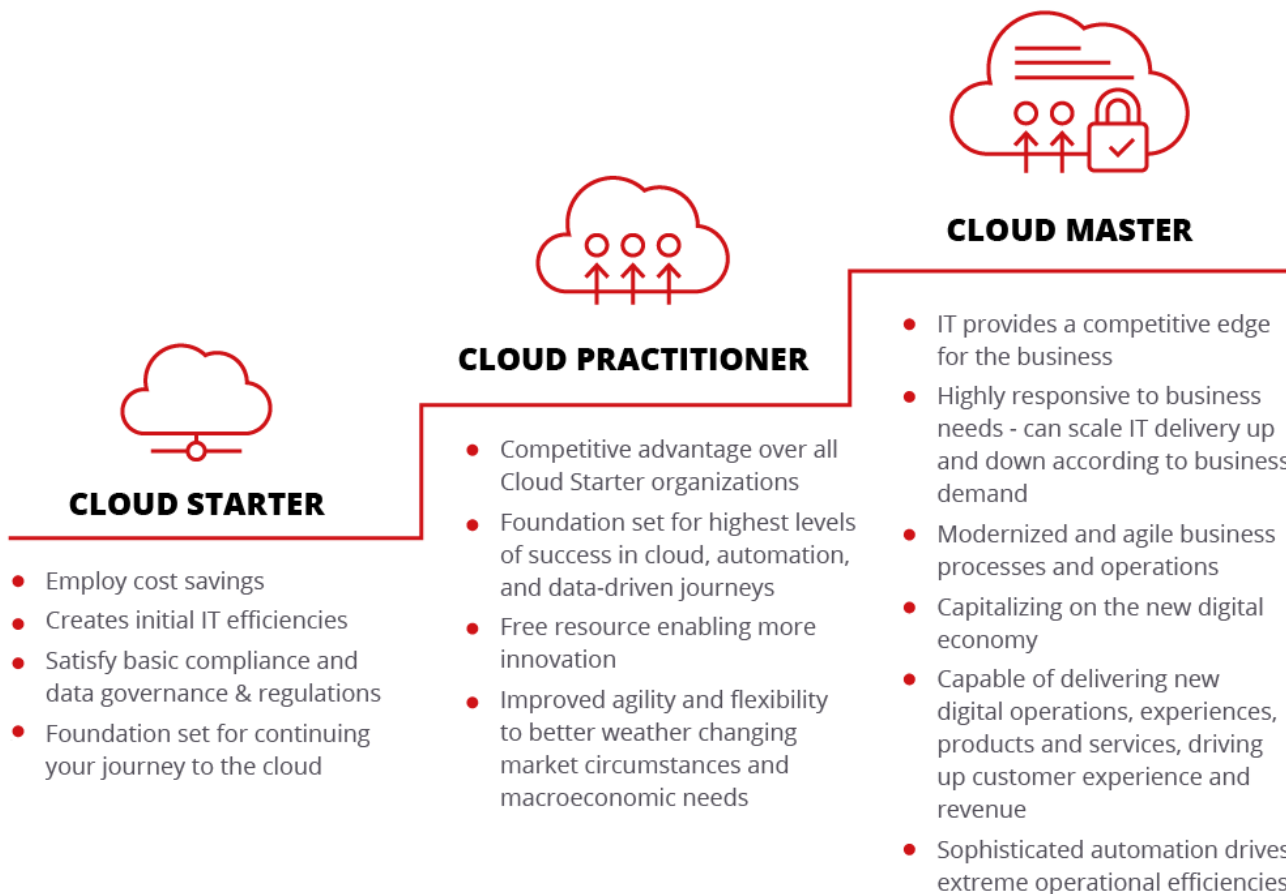 CLOUD STARTER
Employ cost savings
Creates initial IT efficiencies
Satisfy basic compliance and
data governance & regulations
Foundation set for continuing
your journey to the cloud
CLOUD PRACTITIONER
Competitive advantage over all
Cloud Starter organizations
Foundation set for highest levels
of success in cloud, automation,
and data-driven journeys
Free resource enabling more
innovation
Improved agility and flexibility
to better weather changing
market circumstances and
macroeconomic needs
CLOUD MASTER
IT provides a competitive edge
for the business
Highly responsive to business
needs - can scale IT delivery up
and down according to business
demand
Modernized and agile business
processes and operations
Capitalizing on the new digital
economy
Capable of delivering new
digital operations, experiences,
products and services, driving
up customer experience and
revenue
Sophisticated automation drives
extreme operational efficiencies